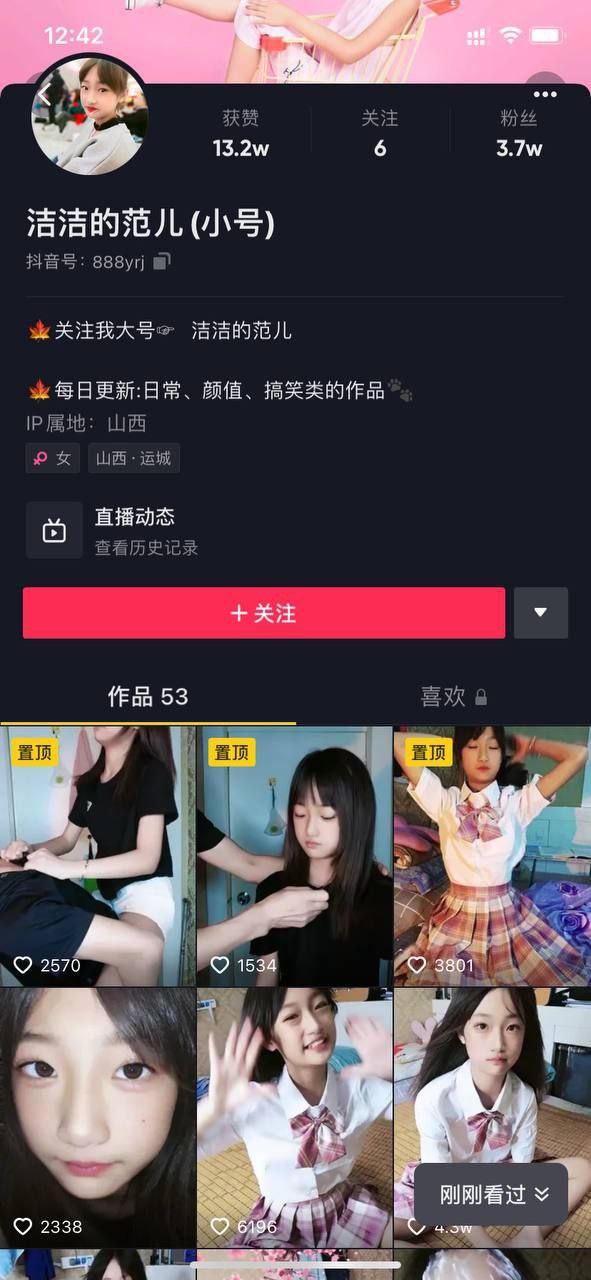 12:42
获赞 关注 粉丝
13.2w 6 3.7w
洁洁的范儿(小号)
抖音号：888yrj
🍁关注我大号☞ 洁洁的范儿
🍁每日更新:日常、颜值、搞笑类的作品🐾
IP属地：山西
女 山西·运城
直播动态
查看历史记录
+ 关注
作品 53 喜欢
置顶 置顶 置顶
2570 1534 3801
刚刚看过
2338 6196 4.3w